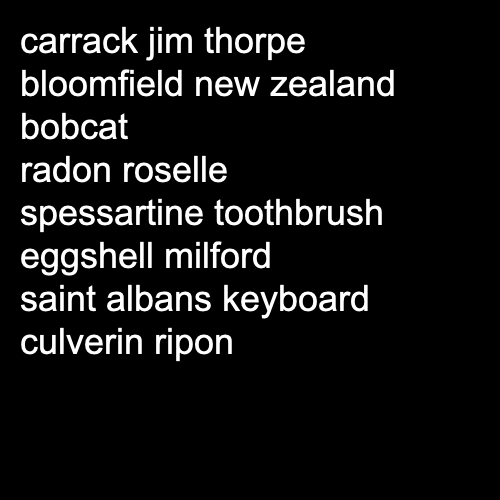 carrack jim thorpe
bloomfield new zealand
bobcat
radon roselle
spessartine toothbrush
eggshell milford
saint albans keyboard
culverin ripon